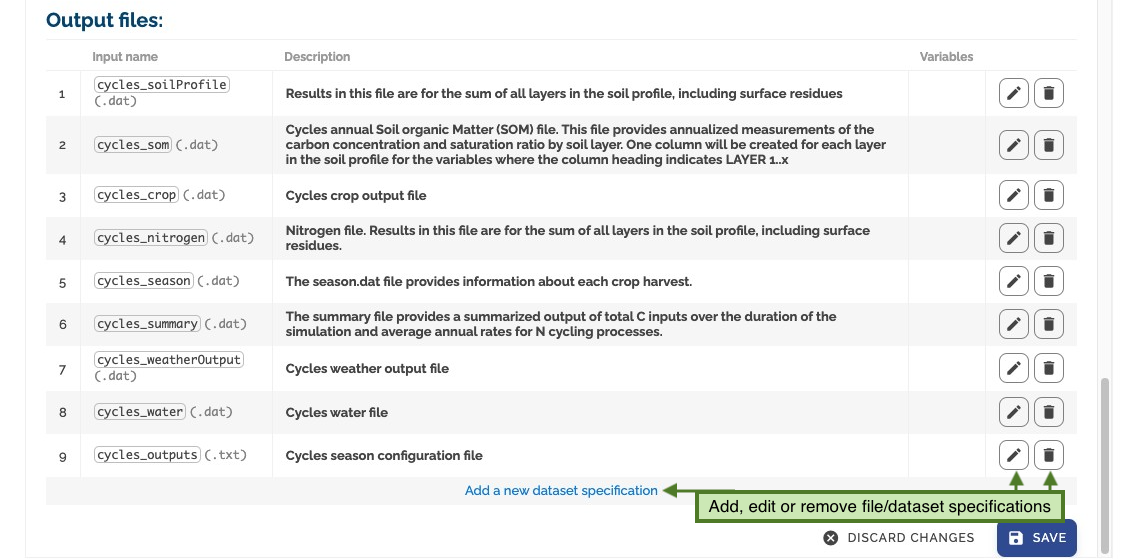 Output files:
Input name Description Variables
1 cycles_soilProfile (.dat) Results in this file are for the sum of all layers in the soil profile, including surface residues
2 cycles_som (.dat) Cycles annual Soil organic Matter (SOM) file. This file provides annualized measurements of the
carbon concentration and saturation ratio by soil layer. One column will be created for each layer
in the soil profile for the variables where the column heading indicates LAYER 1..x
3 cycles_crop (.dat) Cycles crop output file
4 cycles_nitrogen (.dat) Nitrogen file. Results in this file are for the sum of all layers in the soil profile, including surface
residues.
5 cycles_season (.dat) The season.dat file provides information about each crop harvest.
6 cycles_summary (.dat) The summary file provides a summarized output of total C inputs over the duration of the
simulation and average annual rates for N cycling processes.
7 cycles_weatherOutput (.dat) Cycles weather output file
8 cycles_water (.dat) Cycles water file
9 cycles_outputs (.txt) Cycles season configuration file
Add a new dataset specification
Add, edit or remove file/dataset specifications
DISCARD CHANGES SAVE